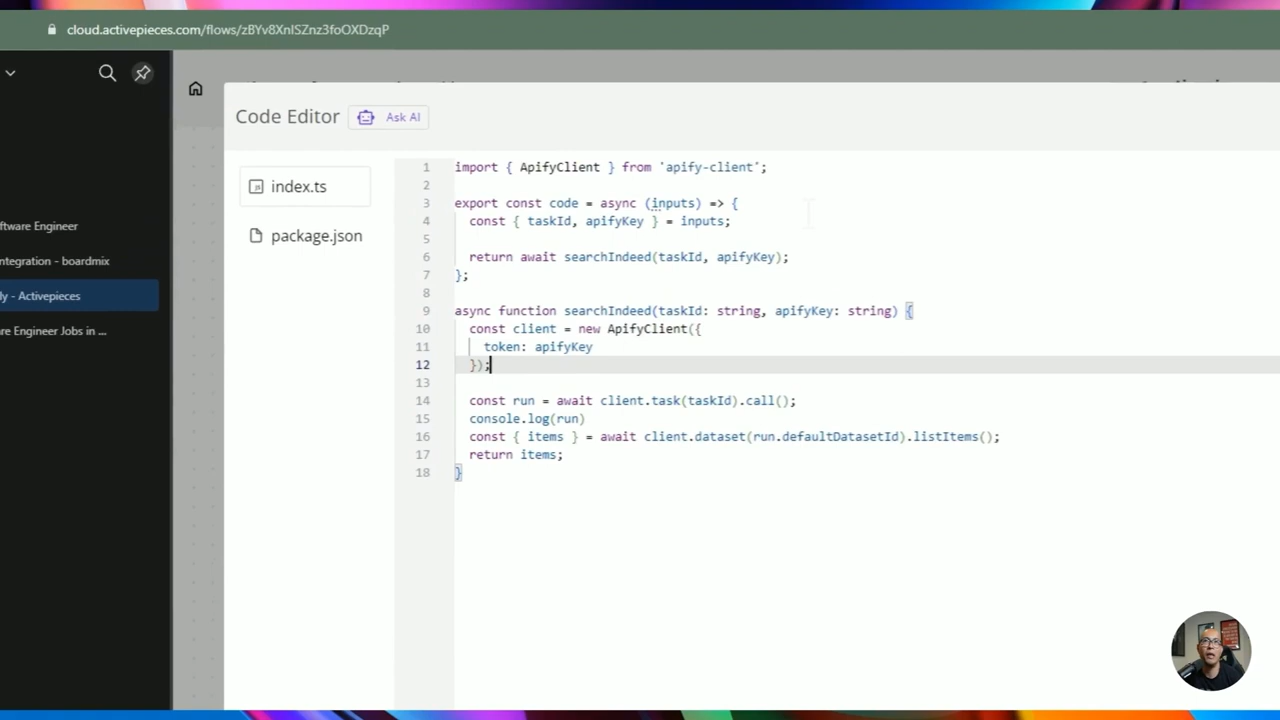 cloud.activepieces.com/flows/zBYv8XnlSZnz3foOXDzqP
Code Editor
Ask AI
index.ts
package.json
ftware Engineer
ntegration - boardmix
ly - Activepieces
re Engineer Jobs in ...
1 import { ApifyClient } from 'apify-client';
2
3 export const code = async (inputs) => {
4 const { taskId, apifyKey } = inputs;
5
6 return await searchIndeed(taskId, apifyKey);
7 };
8
9 async function searchIndeed(taskId: string, apifyKey: string) {
10 const client = new ApifyClient({
11 token: apifyKey
12 });
13
14 const run = await client.task(taskId).call();
15 console.log(run)
16 const { items } = await client.dataset(run.defaultDatasetId).listItems();
17 return items;
18 }